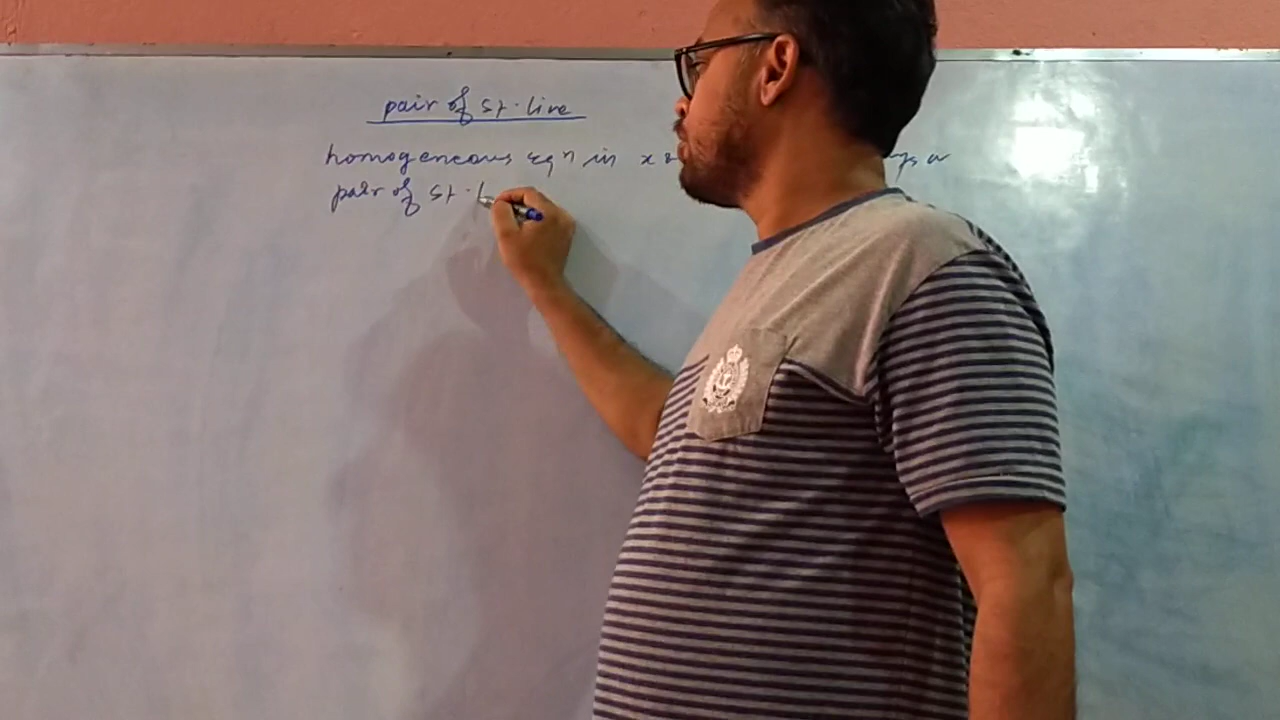 pair of st. line
homogeneous eqn in x
pair of st. l